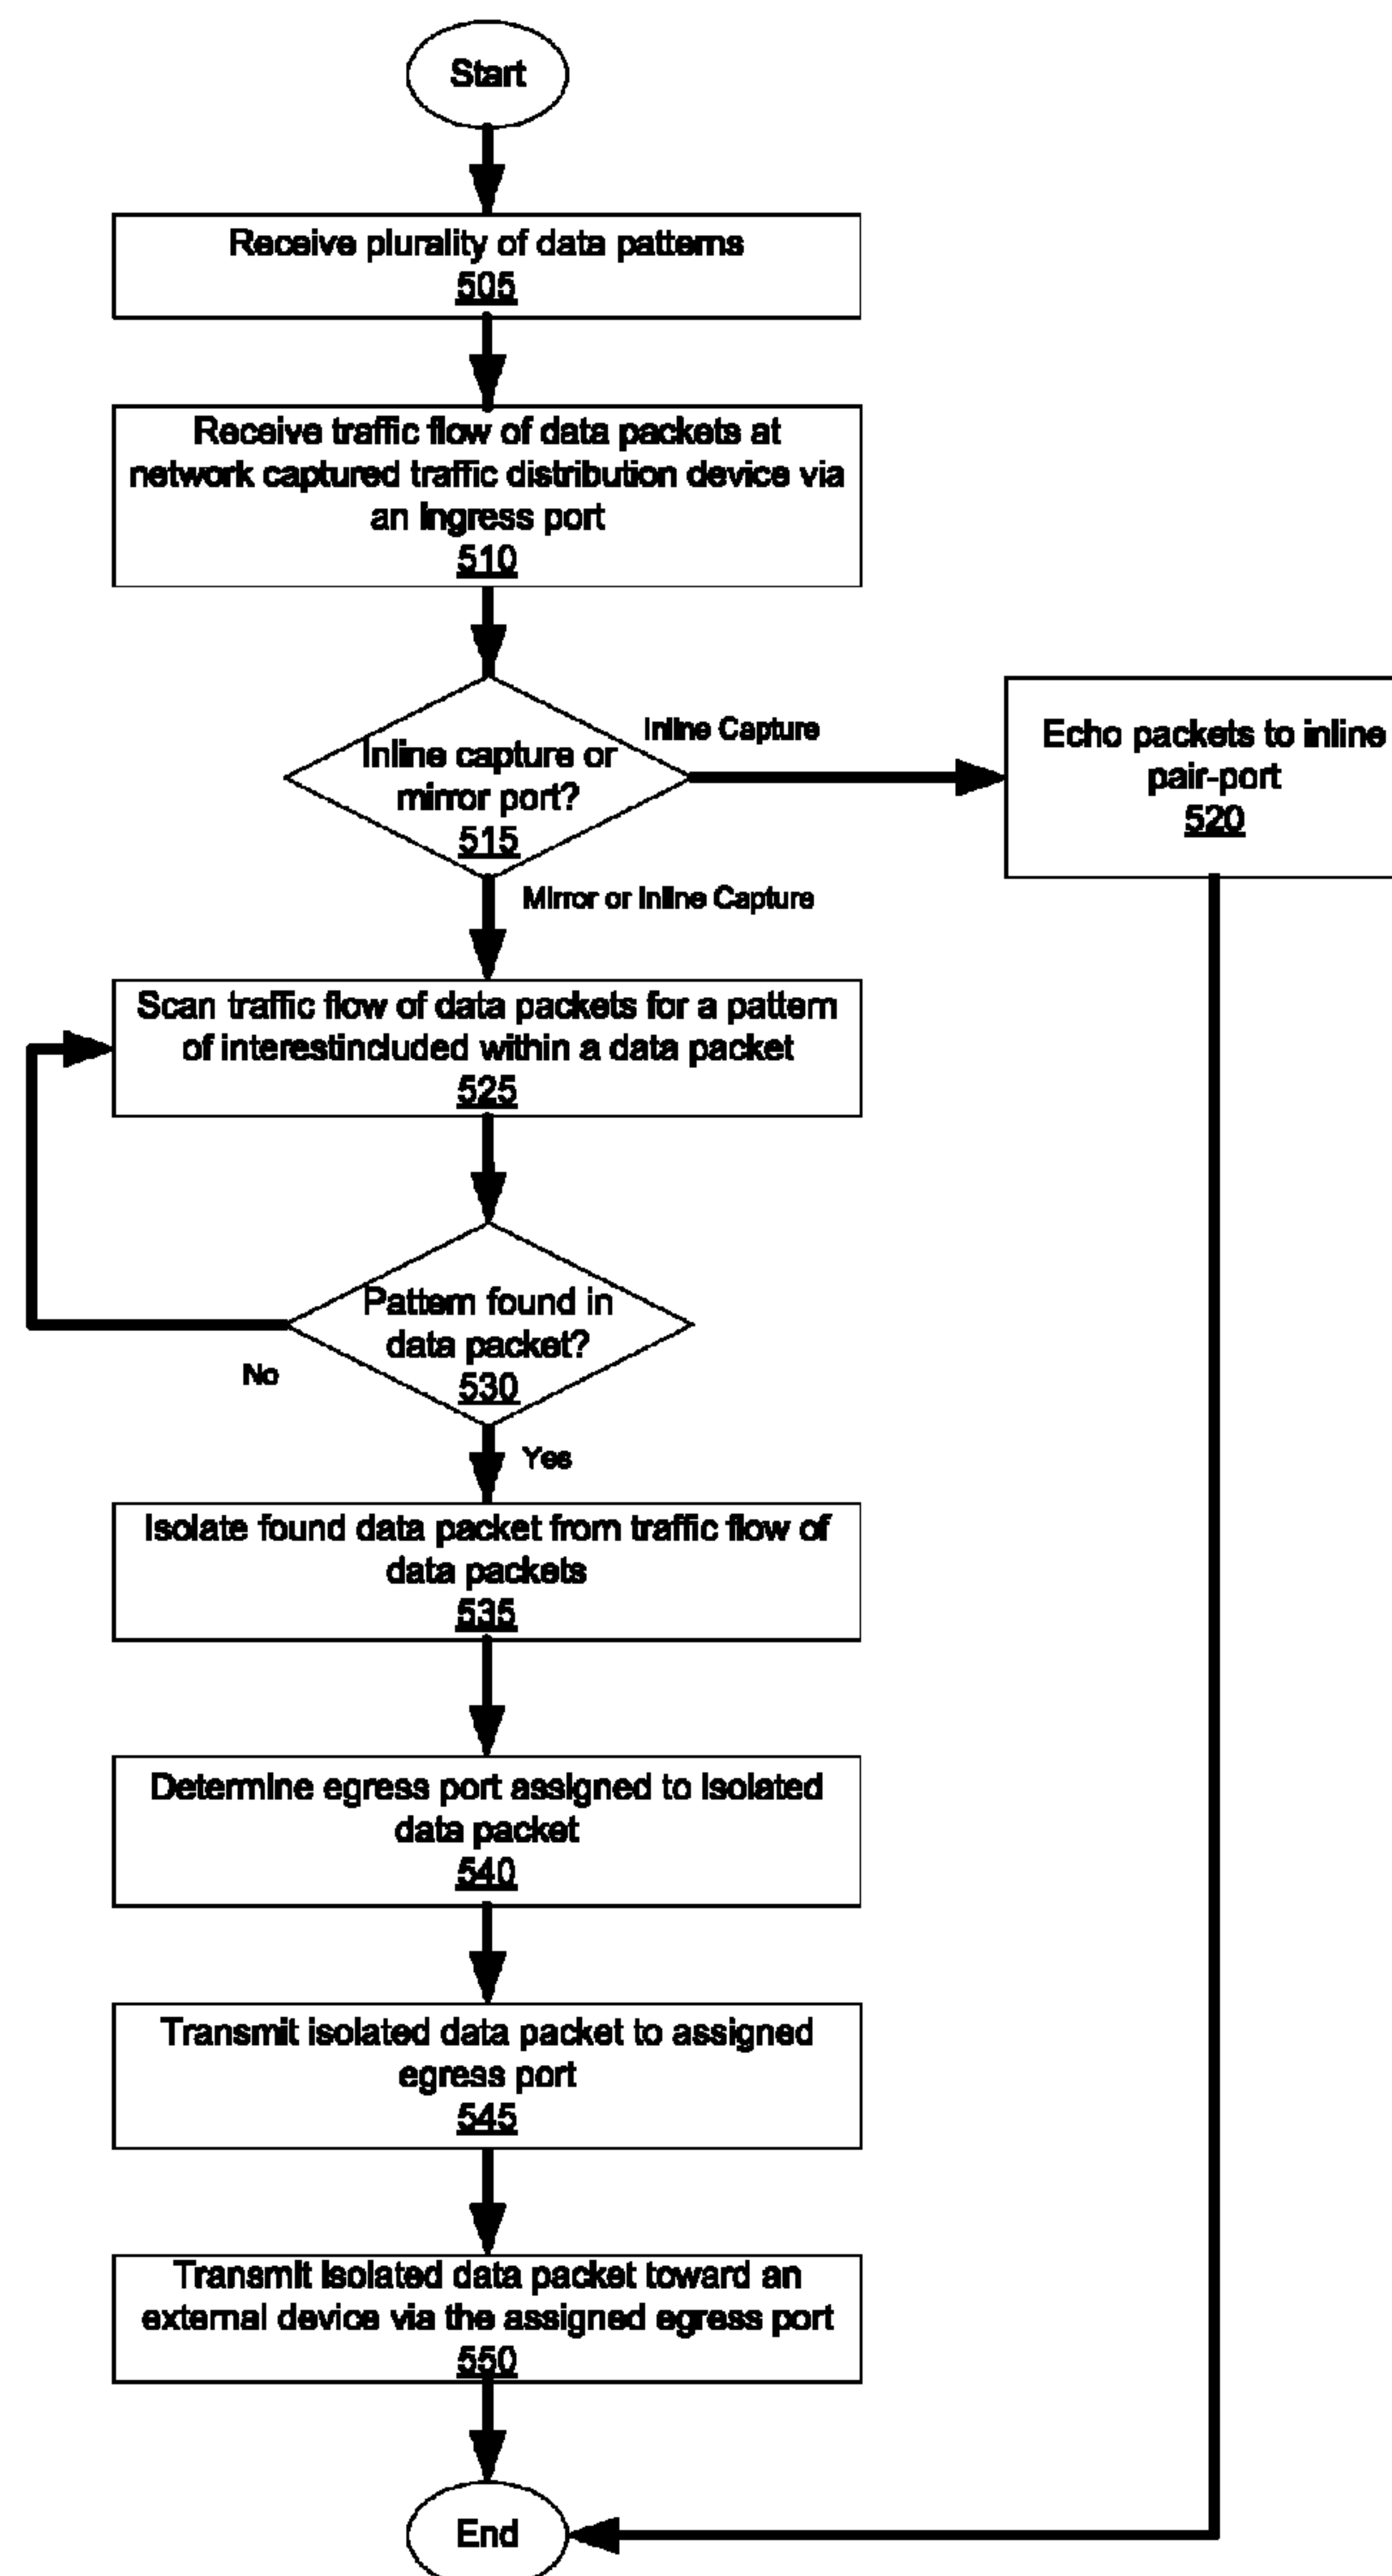 Start
Receive plurality of data patterns
505
Receive traffic flow of data packets at
network captured traffic distribution device via
an ingress port
510
Inline capture or
mirror port?
515
Inline Capture
Echo packets to inline
pair-port
520
Mirror or Inline Capture
Scan traffic flow of data packets for a pattern
of interestincluded within a data packet
525
Pattern found in
data packet?
530
No
Yes
Isolate found data packet from traffic flow of
data packets
535
Determine egress port assigned to isolated
data packet
540
Transmit isolated data packet to assigned
egress port
545
Transmit isolated data packet toward an
external device via the assigned egress port
550
End